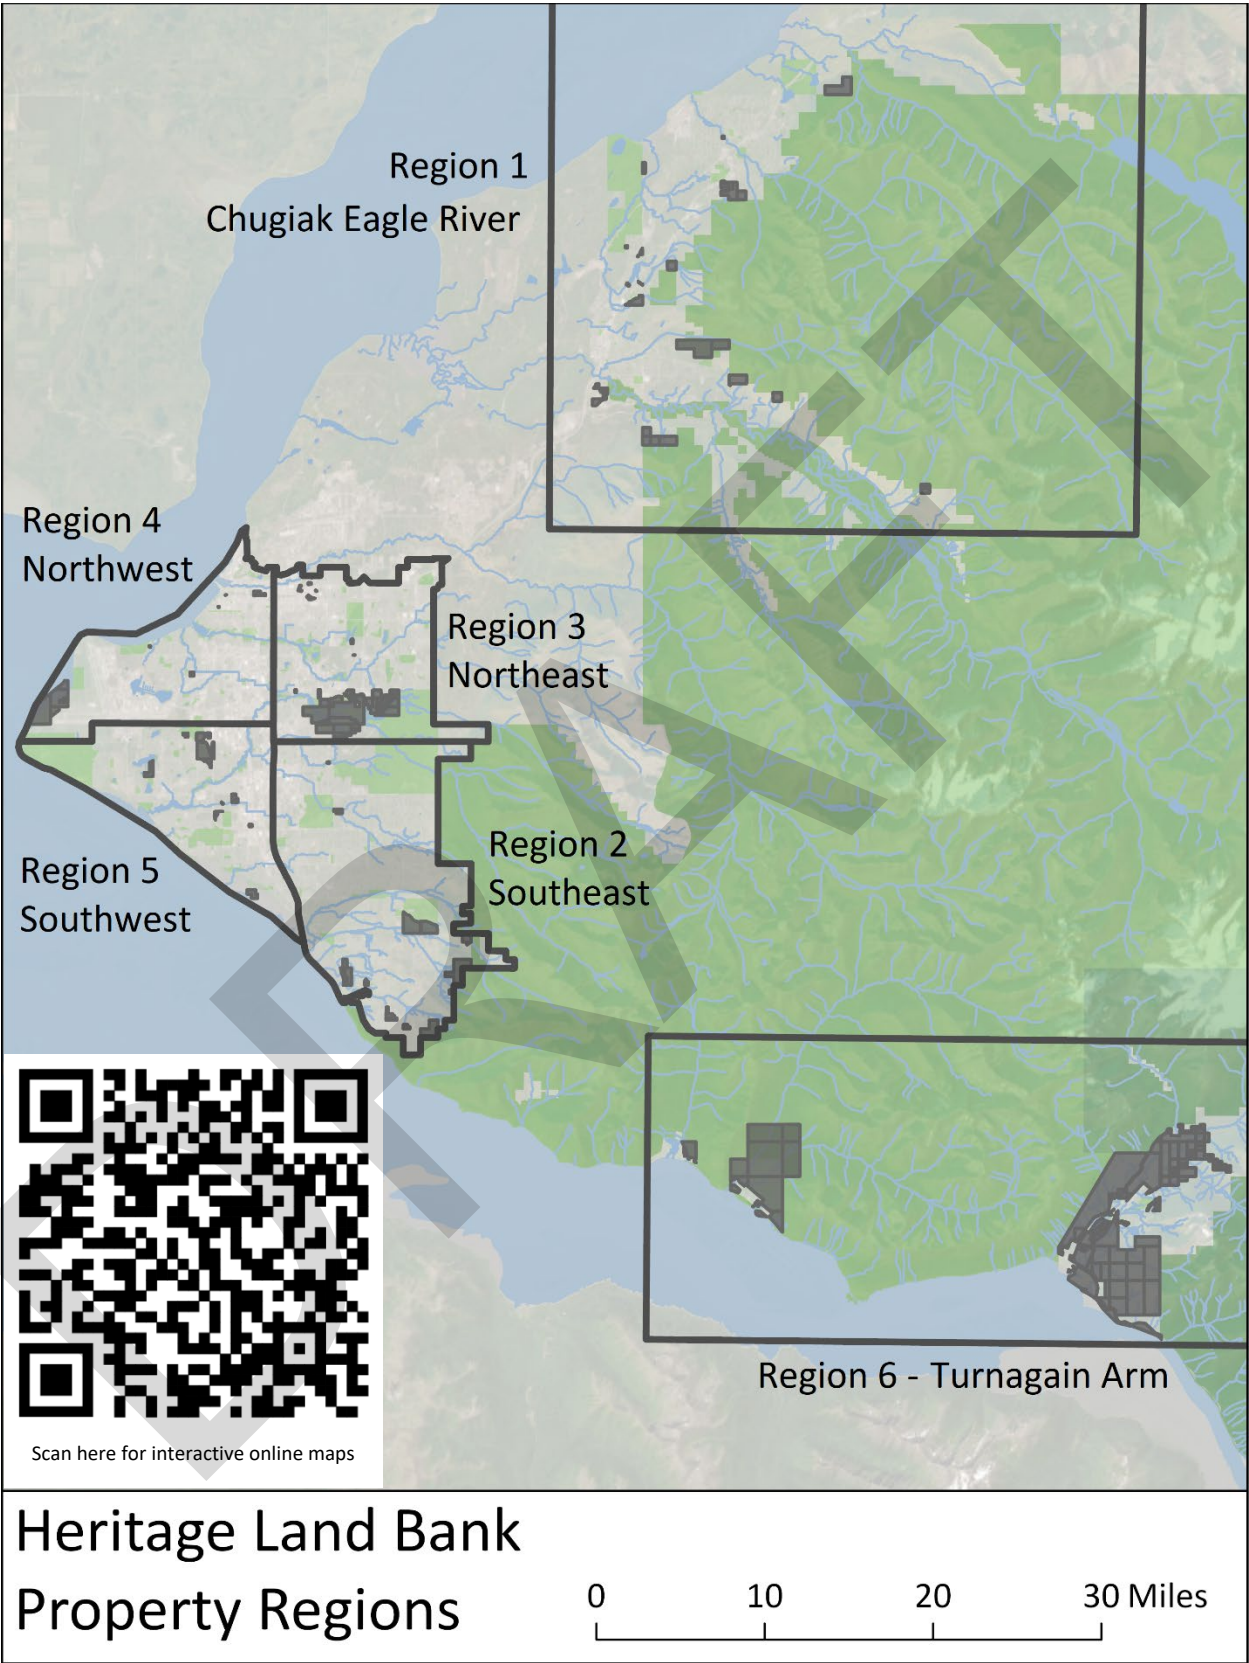 Region 1
Chugiak Eagle River
Region 4
Northwest
Region 3
Northeast
Region 2
Southeast
Region 5
Southwest
DRAFT
Region 6 - Turnagain Arm
Scan here for interactive online maps
Heritage Land Bank
Property Regions
0 10 20 30 Miles